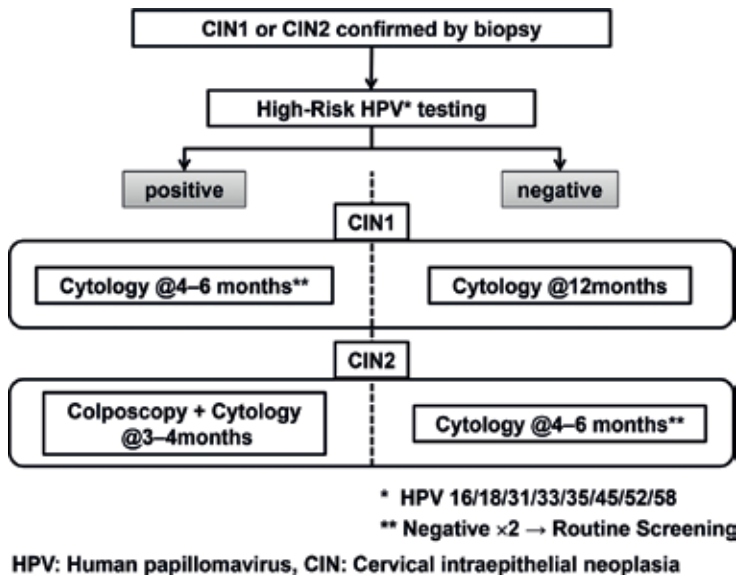 CIN1 or CIN2 confirmed by biopsy
High-Risk HPV* testing
positive
negative
CIN1
Cytology @4–6 months**
Cytology @12months
CIN2
Colposcopy + Cytology
@3–4months
Cytology @4–6 months**
* HPV 16/18/31/33/35/45/52/58
** Negative ×2 → Routine Screening
HPV: Human papillomavirus, CIN: Cervical intraepithelial neoplasia